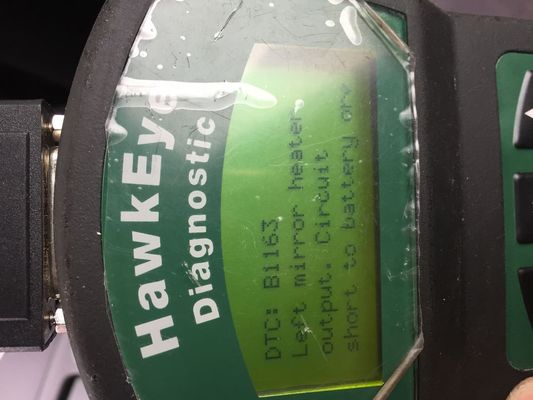 HawkEye
Diagnostic
DTC: B1163
Left mirror heater
output. Circuit
short to battery or